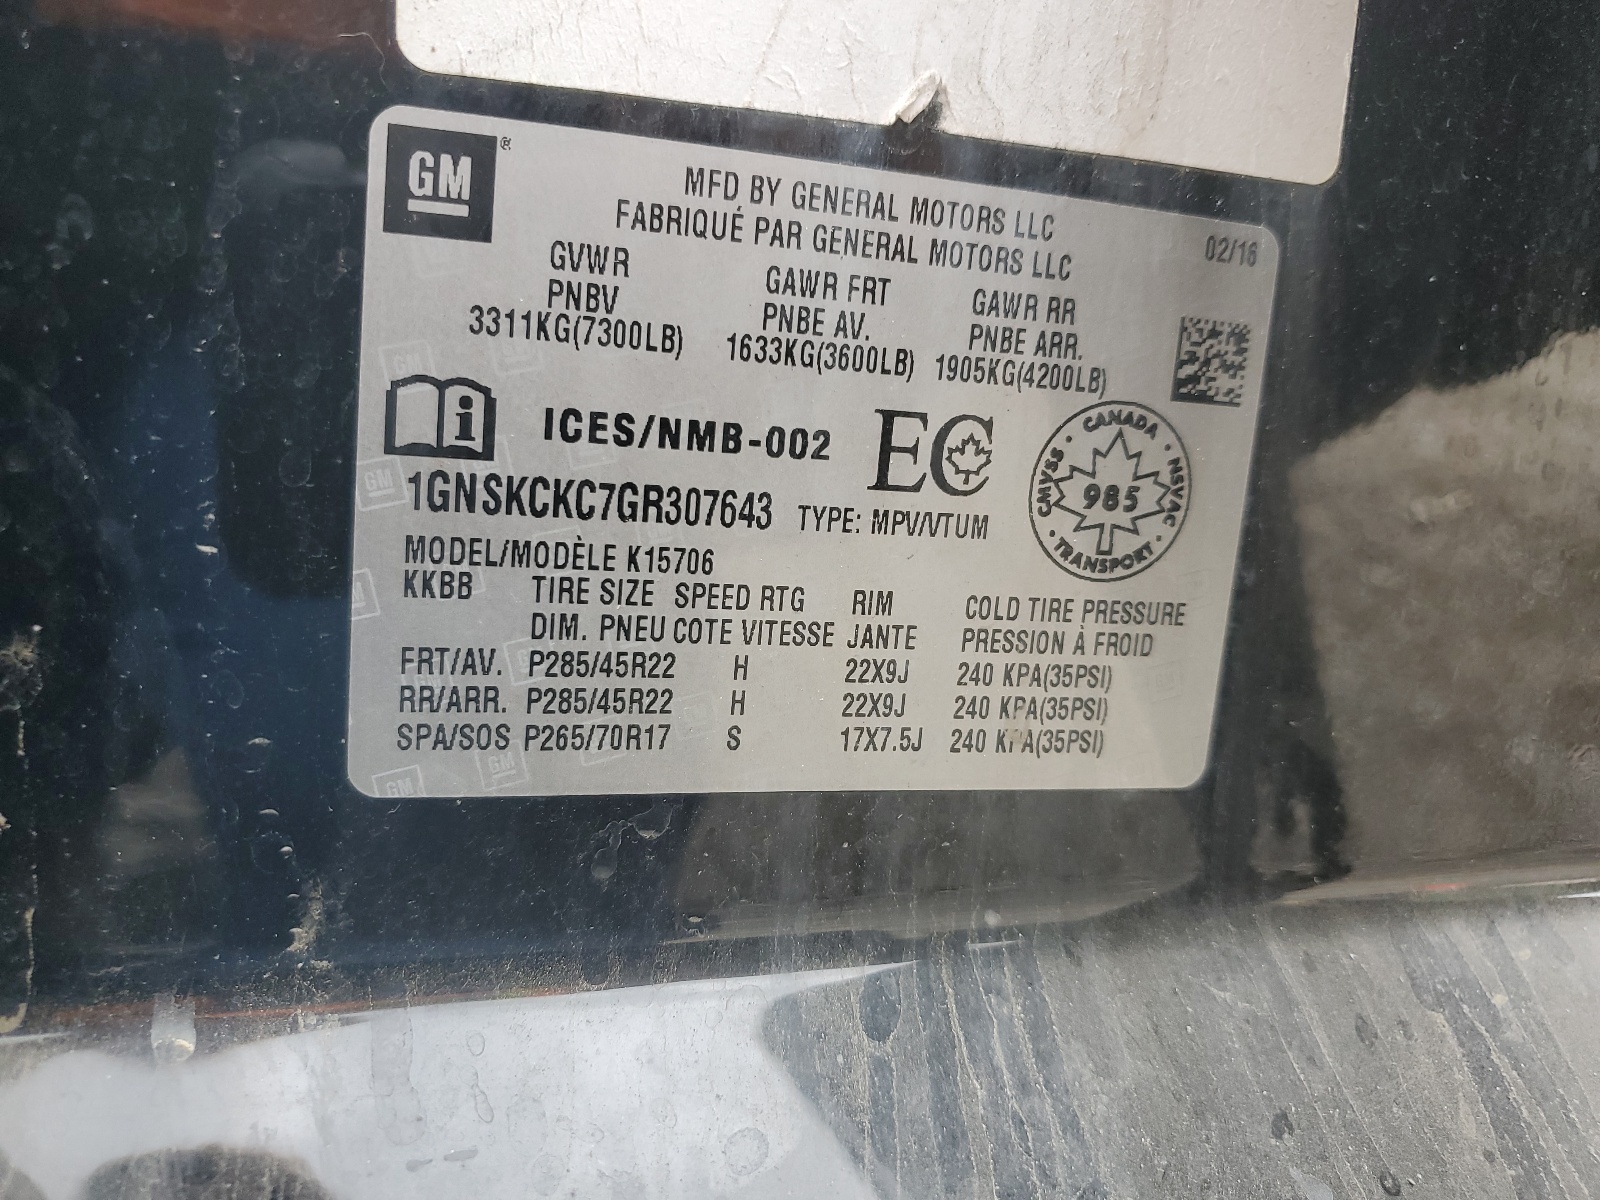 GM ®
MFD BY GENERAL MOTORS LLC
FABRIQUÉ PAR GENERAL MOTORS LLC
02/16
GVWR GAWR FRT GAWR RR
PNBV PNBE AV. PNBE ARR.
3311KG(7300LB) 1633KG(3600LB) 1905KG(4200LB)
i ICES/NMB-002 EC
CANADA
CMVSS 985 NSVAC
TRANSPORT
1GNSKCKC7GR307643 TYPE: MPV/VTUM
MODEL/MODÈLE K15706
KKBB TIRE SIZE SPEED RTG RIM COLD TIRE PRESSURE
DIM. PNEU COTE VITESSE JANTE PRESSION À FROID
FRT/AV. P285/45R22 H 22X9J 240 KPA(35PSI)
RR/ARR. P285/45R22 H 22X9J 240 KPA(35PSI)
SPA/SOS P265/70R17 S 17X7.5J 240 KPA(35PSI)